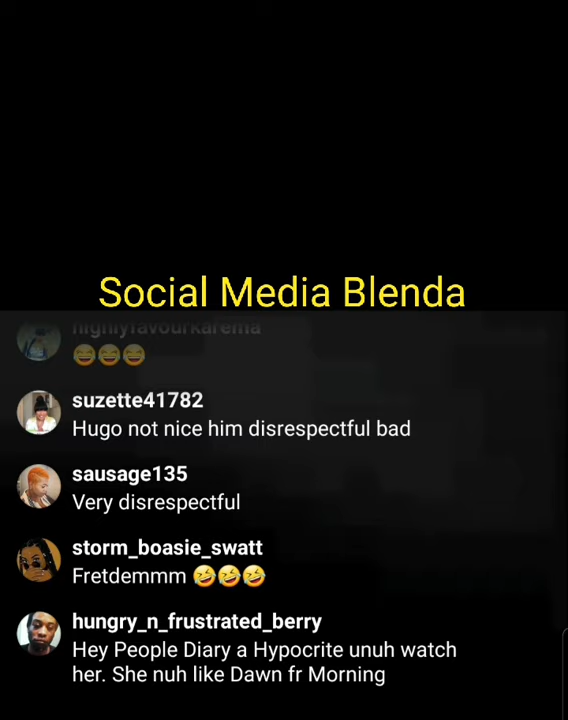 Social Media Blenda
highlyfavourkarema
😂😂😂
suzette41782
Hugo not nice him disrespectful bad
sausage135
Very disrespectful
storm_boasie_swatt
Fretdemmm 🤣🤣🤣
hungry_n_frustrated_berry
Hey People Diary a Hypocrite unuh watch
her. She nuh like Dawn fr Morning